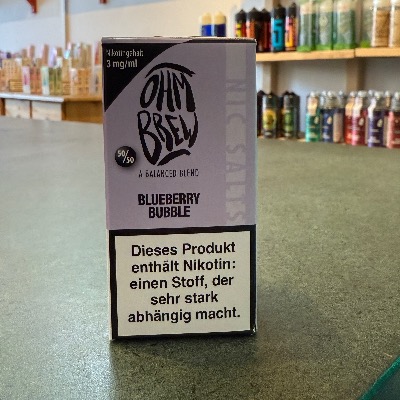 Nikotingehalt
3 mg/ml
OHM
BREW
50/50
A BALANCED BLEND
NIC SALTS
BLUEBERRY
BUBBLE
Dieses Produkt
enthält Nikotin:
einen Stoff, der
sehr stark
abhängig macht.